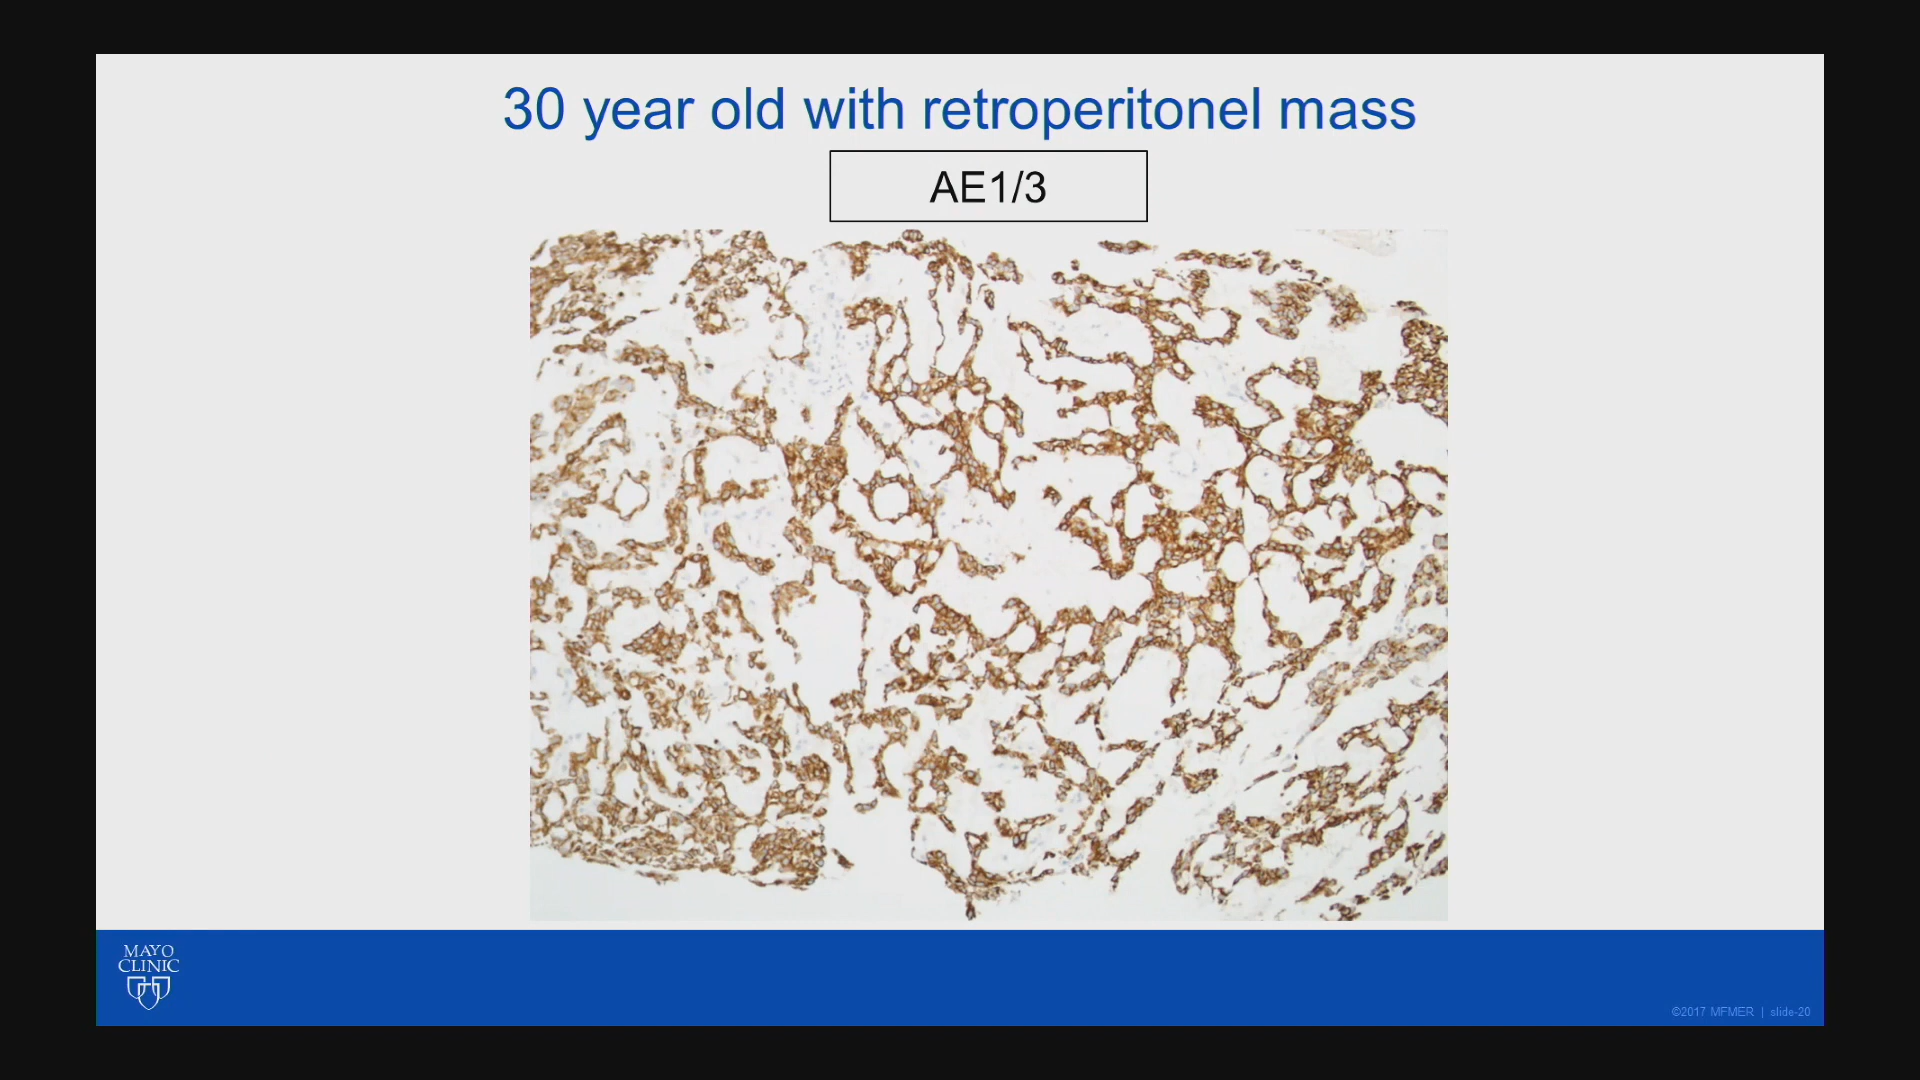 30 year old with retroperitonel mass
AE1/3
MAYO
CLINIC
©2017 MFMER | slide-20